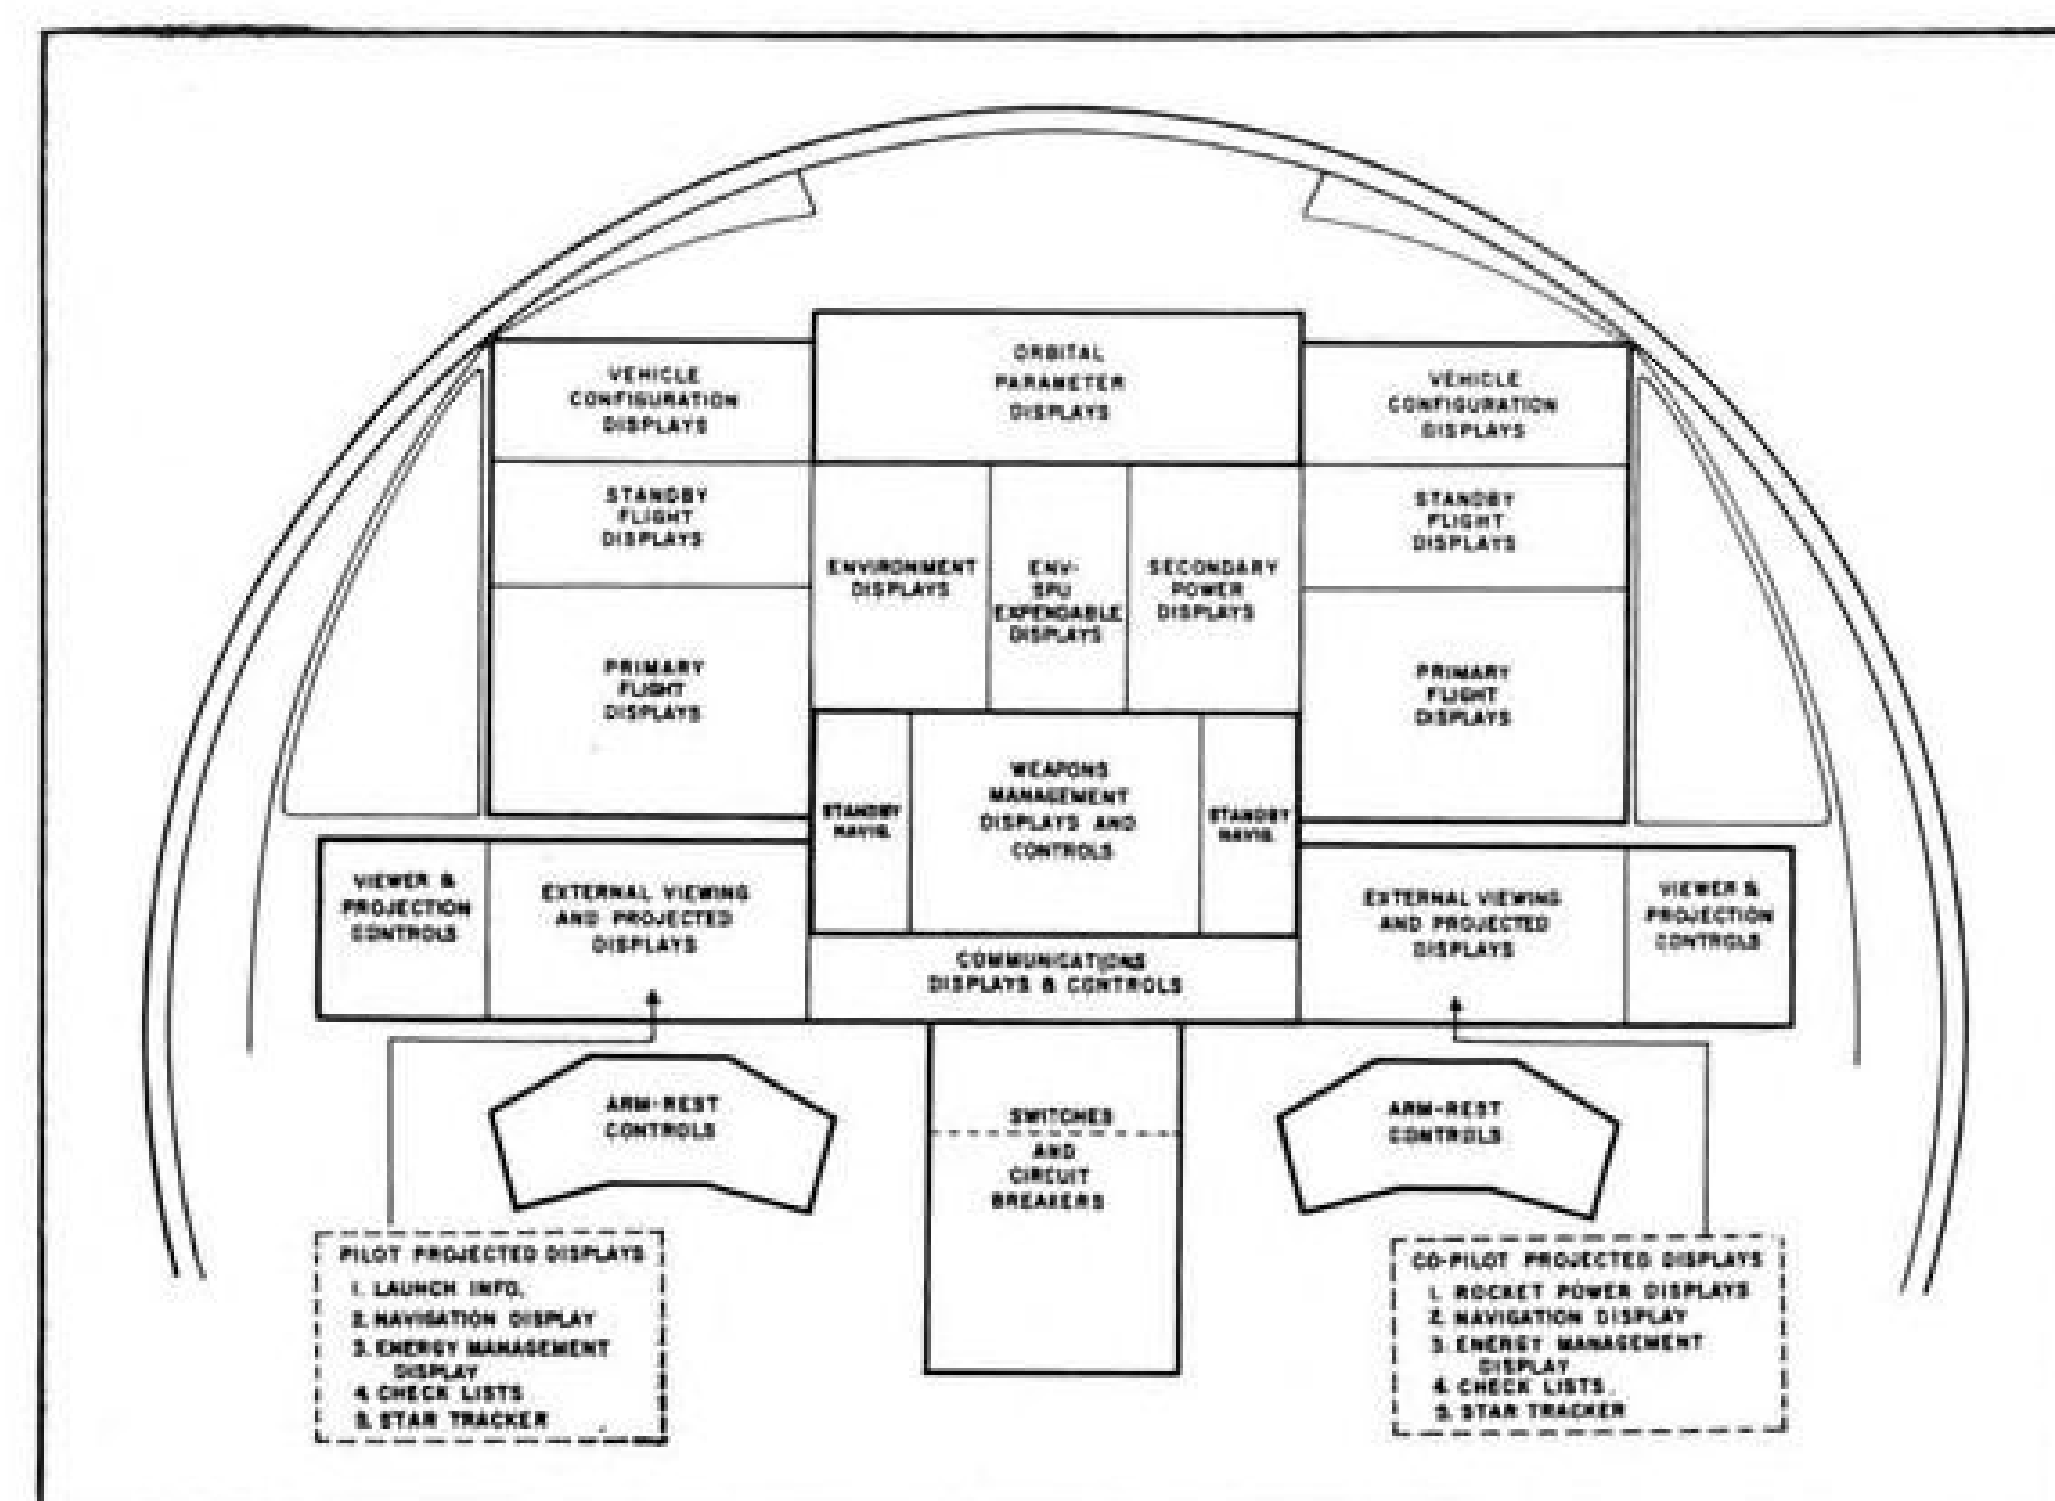 ORBITAL
PARAMETER
DISPLAYS
VEHICLE
CONFIGURATION
DISPLAYS
VEHICLE
CONFIGURATION
DISPLAYS
STANDBY
FLIGHT
DISPLAYS
STANDBY
FLIGHT
DISPLAYS
ENVIRONMENT
DISPLAYS
ENV-
SPU
EXPENDABLE
DISPLAYS
SECONDARY
POWER
DISPLAYS
PRIMARY
FLIGHT
DISPLAYS
PRIMARY
FLIGHT
DISPLAYS
STANDBY
NAVIG.
WEAPONS
MANAGEMENT
DISPLAYS AND
CONTROLS
STANDBY
NAVIG.
VIEWER &
PROJECTION
CONTROLS
EXTERNAL VIEWING
AND PROJECTED
DISPLAYS
EXTERNAL VIEWING
AND PROJECTED
DISPLAYS
VIEWER &
PROJECTION
CONTROLS
COMMUNICATIONS
DISPLAYS & CONTROLS
ARM-REST
CONTROLS
SWITCHES
AND
CIRCUIT
BREAKERS
ARM-REST
CONTROLS
PILOT PROJECTED DISPLAYS
1. LAUNCH INFO.
2. NAVIGATION DISPLAY
3. ENERGY MANAGEMENT
DISPLAY
4. CHECK LISTS
5. STAR TRACKER
CO-PILOT PROJECTED DISPLAYS
1. ROCKET POWER DISPLAYS
2. NAVIGATION DISPLAY
3. ENERGY MANAGEMENT
DISPLAY
4. CHECK LISTS
5. STAR TRACKER